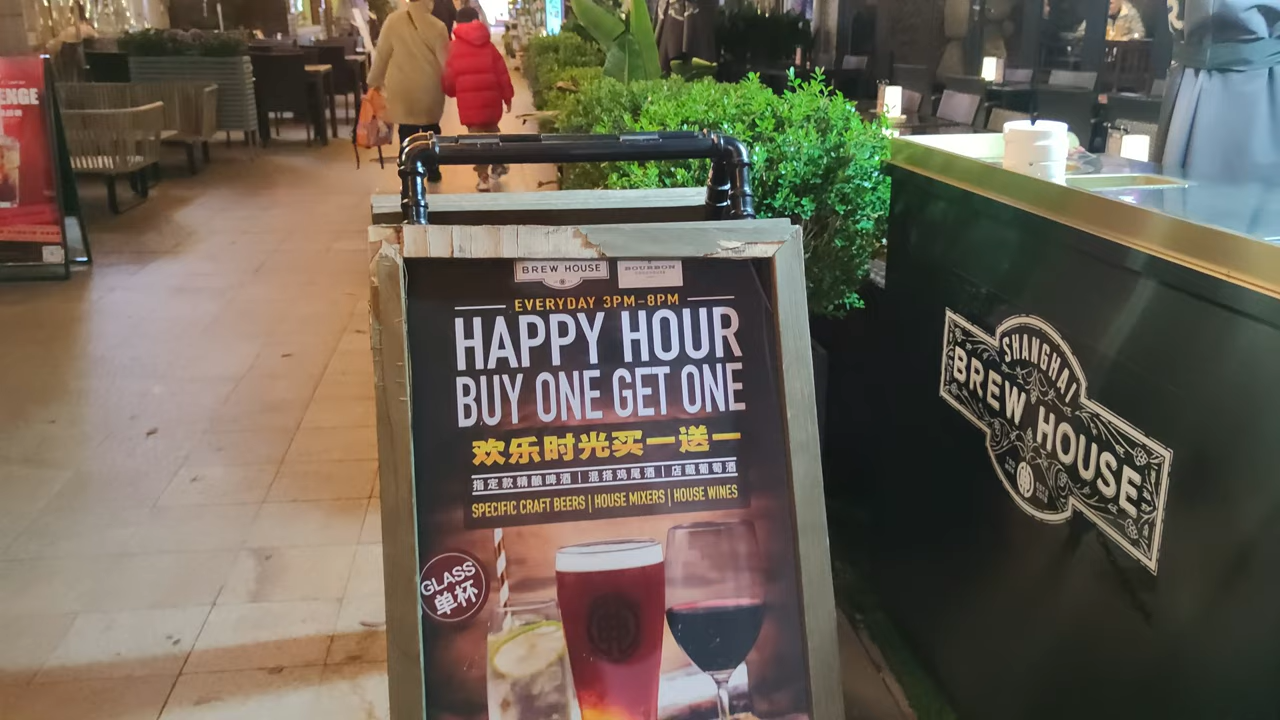 ENGE
BREW HOUSE
BOURBON
EVERYDAY 3PM-8PM
HAPPY HOUR
BUY ONE GET ONE
欢乐时光买一送一
指定款精酿啤酒 | 混搭鸡尾酒 | 店藏葡萄酒
SPECIFIC CRAFT BEERS | HOUSE MIXERS | HOUSE WINES
GLASS
单杯
SHANGHAI
BREW HOUSE